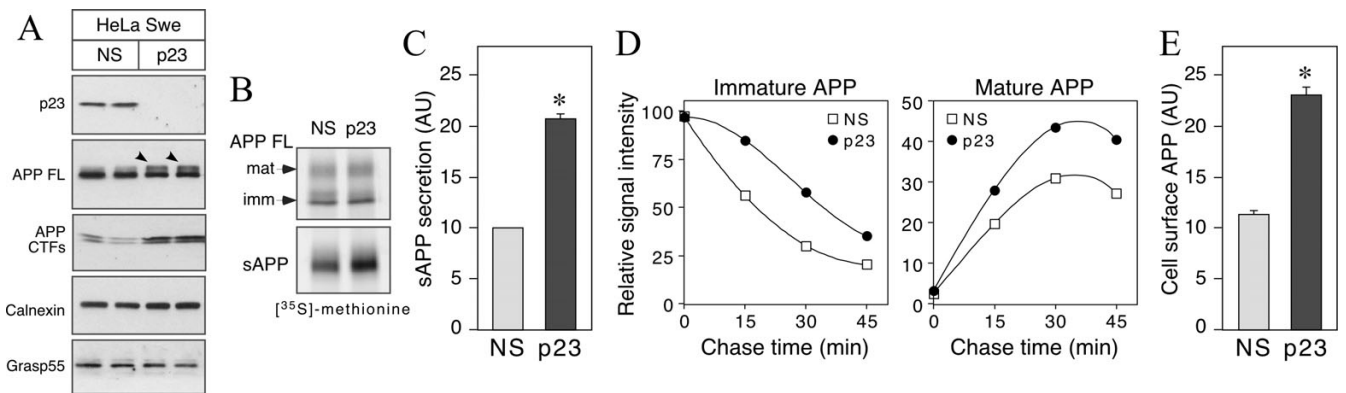 A
HeLa Swe
NS p23
p23
APP FL
APP
CTFs
Calnexin
Grasp55
B
NS p23
APP FL
mat
imm
sAPP
[³⁵S]-methionine
C
sAPP secretion (AU)
25
20
15
10
5
0
*
NS p23
D
Relative signal intensity
Immature APP
100
75
50
25
0
NS
p23
0 15 30 45
Chase time (min)
Mature APP
50
40
30
20
10
0
NS
p23
0 15 30 45
Chase time (min)
E
Cell surface APP (AU)
25
20
15
10
5
0
*
NS p23